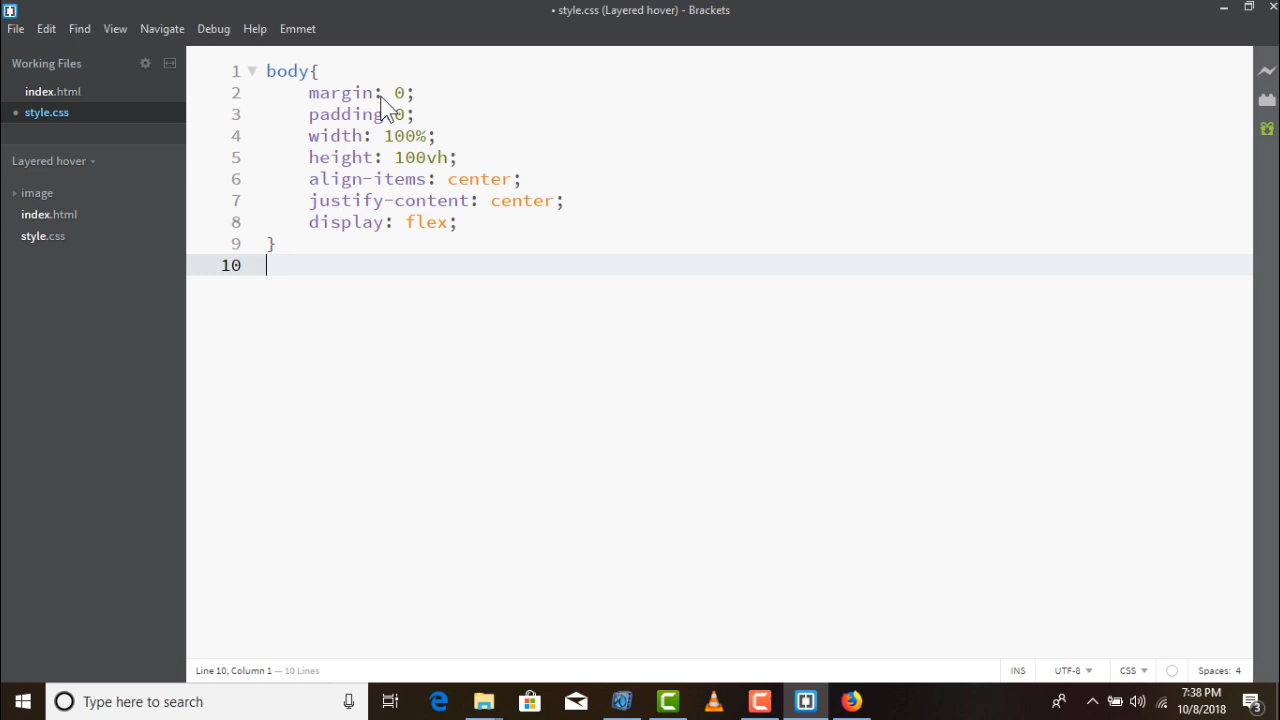 • style.css (Layered hover) - Brackets
File Edit Find View Navigate Debug Help Emmet
Working Files
index.html
• style.css
Layered hover
image
index.html
style.css
1 body{
2 margin: 0;
3 padding 0;
4 width: 100%;
5 height: 100vh;
6 align-items: center;
7 justify-content: center;
8 display: flex;
9 }
10
Line 10, Column 1 — 10 Lines
INS UTF-8 CSS Spaces: 4
Type here to search
7:38 PM
10/8/2018
3